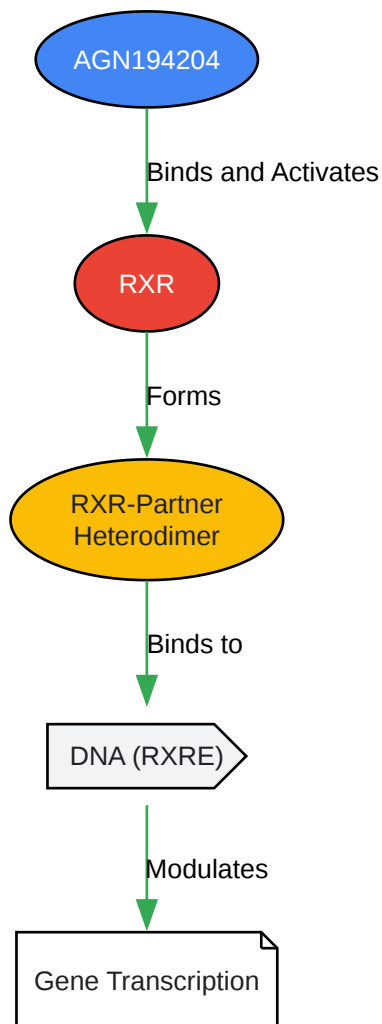 AGN194204
Binds and Activates
RXR
Forms
RXR-Partner
Heterodimer
Binds to
DNA (RXRE)
Modulates
Gene Transcription